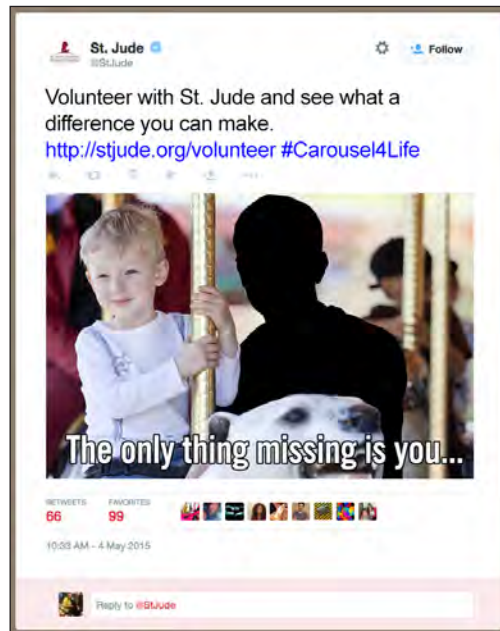 St. Jude
@StJude
Follow
Volunteer with St. Jude and see what a
difference you can make.
http://stjude.org/volunteer #Carousel4Life
The only thing missing is you...
RETWEETS
FAVORITES
66
99
10:33 AM - 4 May 2015
Reply to @StJude